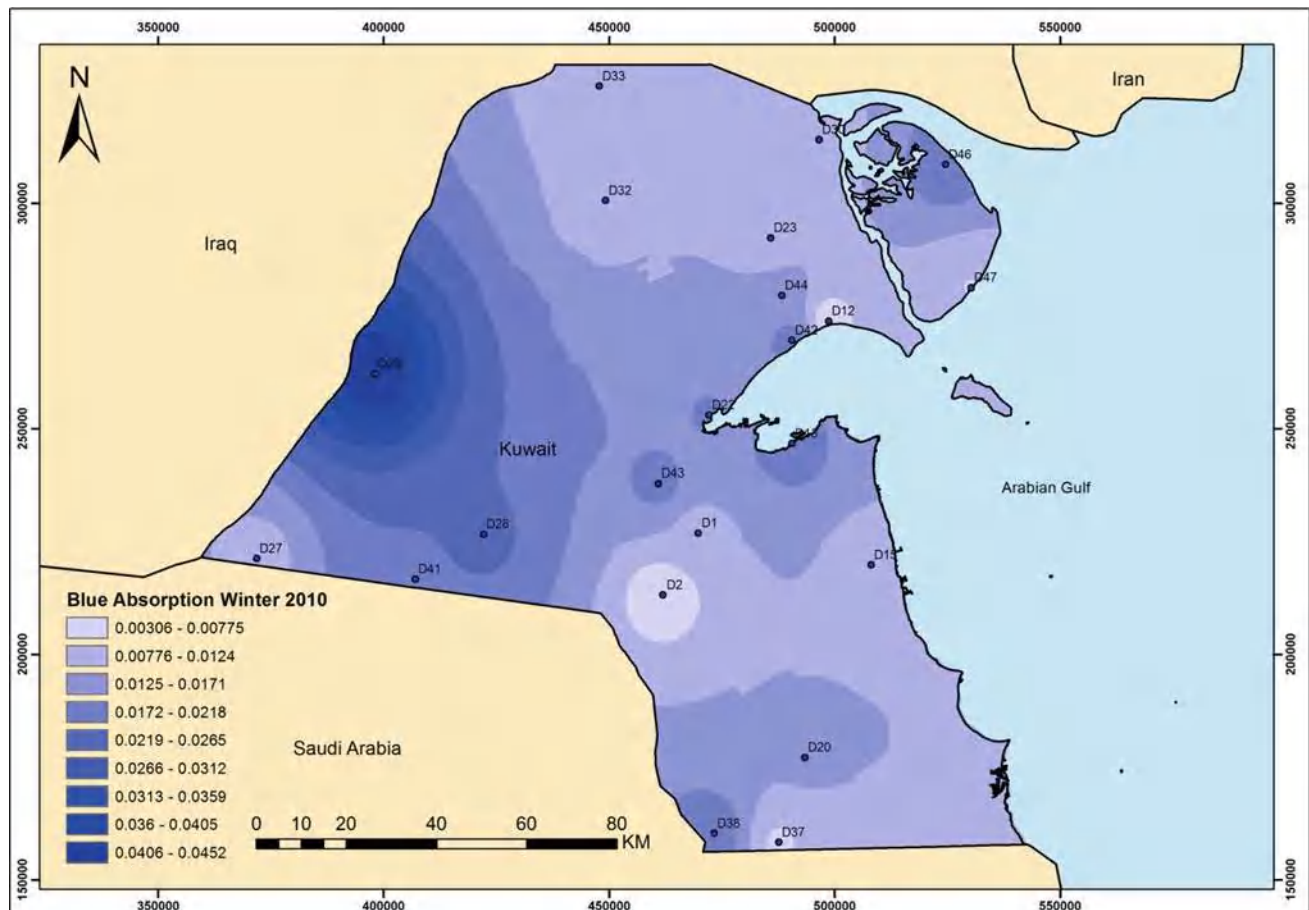 350000 400000 450000 500000 550000
N
Iran
D33
D46
D32
300000 300000
D23
Iraq
D44
D47
D12
D42
D22
250000 250000
Kuwait
D43
Arabian Gulf
D1
D28
D27
D15
D41
D2
Blue Absorption Winter 2010
0.00306 - 0.00775
0.00776 - 0.0124
0.0125 - 0.0171
0.0172 - 0.0218
0.0219 - 0.0265
0.0266 - 0.0312
0.0313 - 0.0359
0.036 - 0.0405
0.0406 - 0.0452
200000 200000
Saudi Arabia
D20
0 10 20 40 60 80
KM
D38
D37
150000 150000
350000 400000 450000 500000 550000